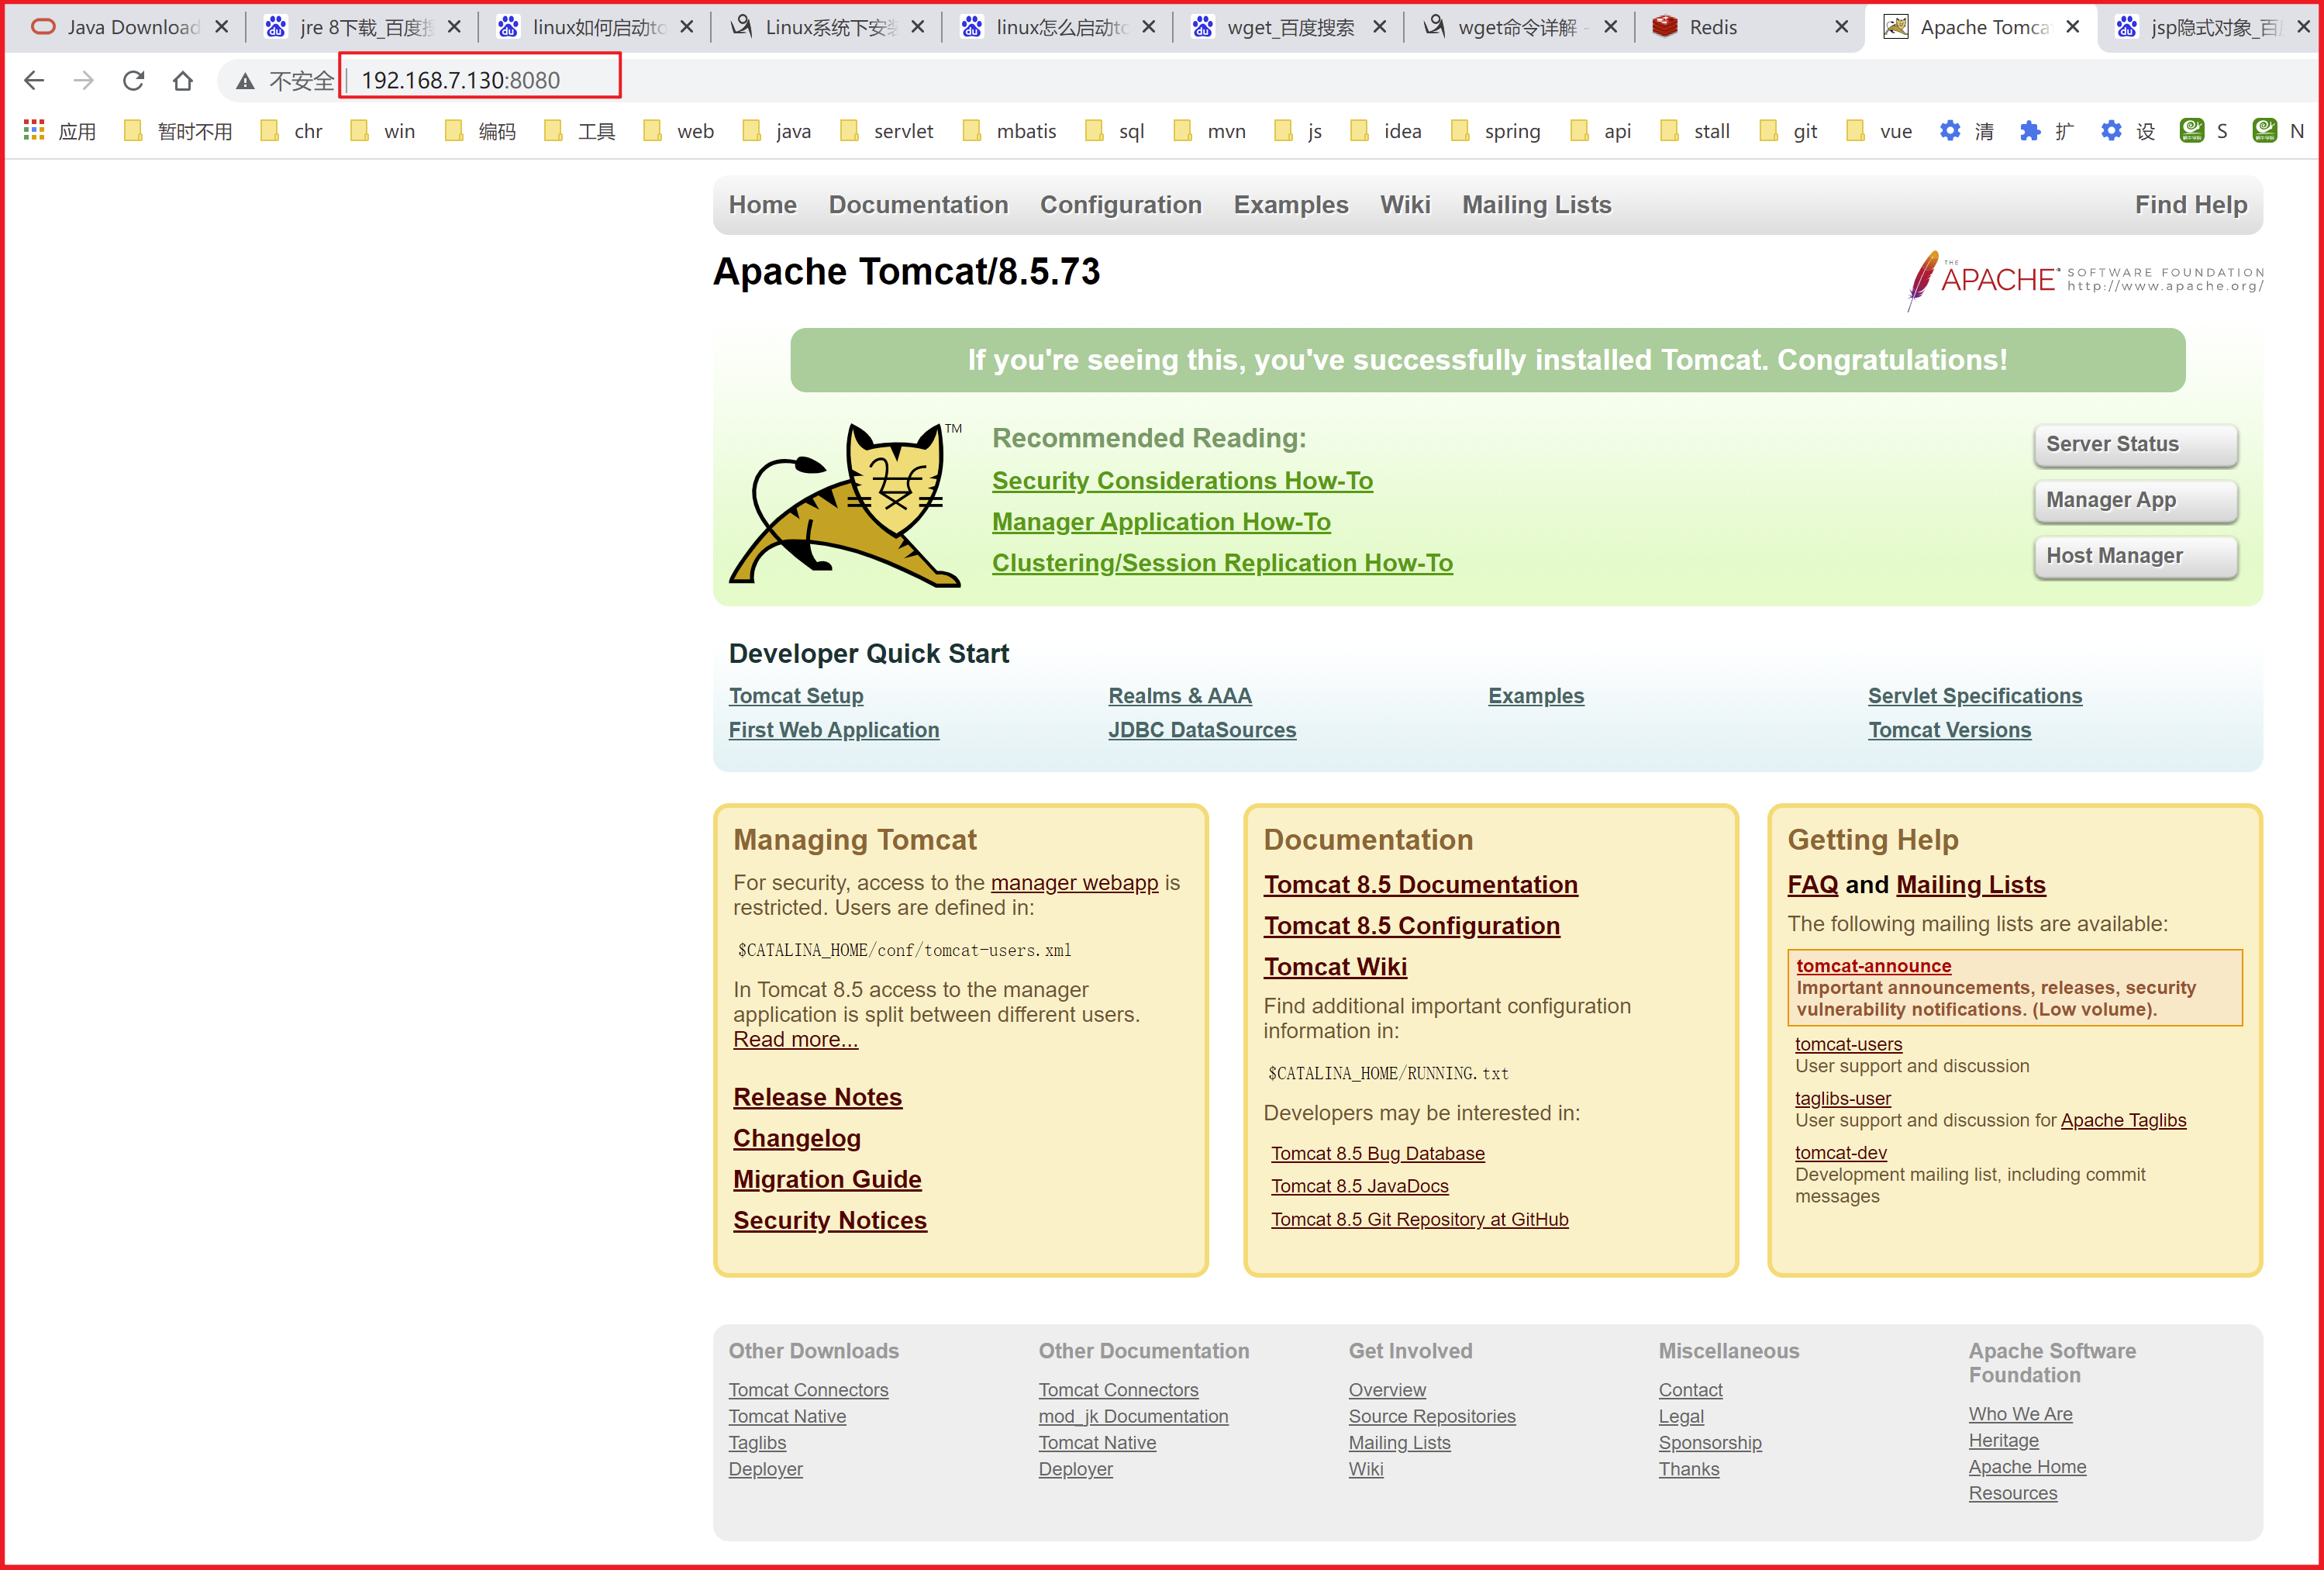 Java Download
jre 8下载_百度
linux如何启动to
Linux系统下安
linux怎么启动to
wget_百度搜索
wget命令详解 -
Redis
Apache Tomca
jsp隐式对象_百
不安全 192.168.7.130:8080
应用 暂时不用 chr win 编码 工具 web java servlet mbatis sql mvn js idea spring api stall git vue 清 扩 设 S N
Home Documentation Configuration Examples Wiki Mailing Lists Find Help
Apache Tomcat/8.5.73
THE
APACHE SOFTWARE FOUNDATION
http://www.apache.org/
If you're seeing this, you've successfully installed Tomcat. Congratulations!
TM
Recommended Reading:
Security Considerations How-To
Manager Application How-To
Clustering/Session Replication How-To
Server Status
Manager App
Host Manager
Developer Quick Start
Tomcat Setup
First Web Application
Realms & AAA
JDBC DataSources
Examples
Servlet Specifications
Tomcat Versions
Managing Tomcat
For security, access to the manager webapp is
restricted. Users are defined in:
$CATALINA_HOME/conf/tomcat-users.xml
In Tomcat 8.5 access to the manager
application is split between different users.
Read more...
Release Notes
Changelog
Migration Guide
Security Notices
Documentation
Tomcat 8.5 Documentation
Tomcat 8.5 Configuration
Tomcat Wiki
Find additional important configuration
information in:
$CATALINA_HOME/RUNNING.txt
Developers may be interested in:
Tomcat 8.5 Bug Database
Tomcat 8.5 JavaDocs
Tomcat 8.5 Git Repository at GitHub
Getting Help
FAQ and Mailing Lists
The following mailing lists are available:
tomcat-announce
Important announcements, releases, security
vulnerability notifications. (Low volume).
tomcat-users
User support and discussion
taglibs-user
User support and discussion for Apache Taglibs
tomcat-dev
Development mailing list, including commit
messages
Other Downloads
Tomcat Connectors
Tomcat Native
Taglibs
Deployer
Other Documentation
Tomcat Connectors
mod_jk Documentation
Tomcat Native
Deployer
Get Involved
Overview
Source Repositories
Mailing Lists
Wiki
Miscellaneous
Contact
Legal
Sponsorship
Thanks
Apache Software
Foundation
Who We Are
Heritage
Apache Home
Resources